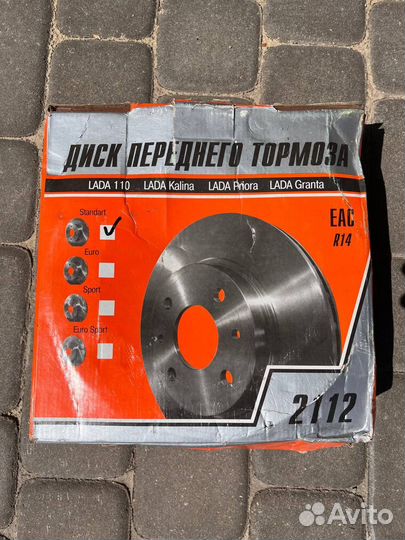 ДИСК ПЕРЕДНЕГО ТОРМОЗА
LADA 110 LADA Kalina LADA Priora LADA Granta
Standart
Euro
Sport
Euro Sport
EAC
R14
2112
Avito